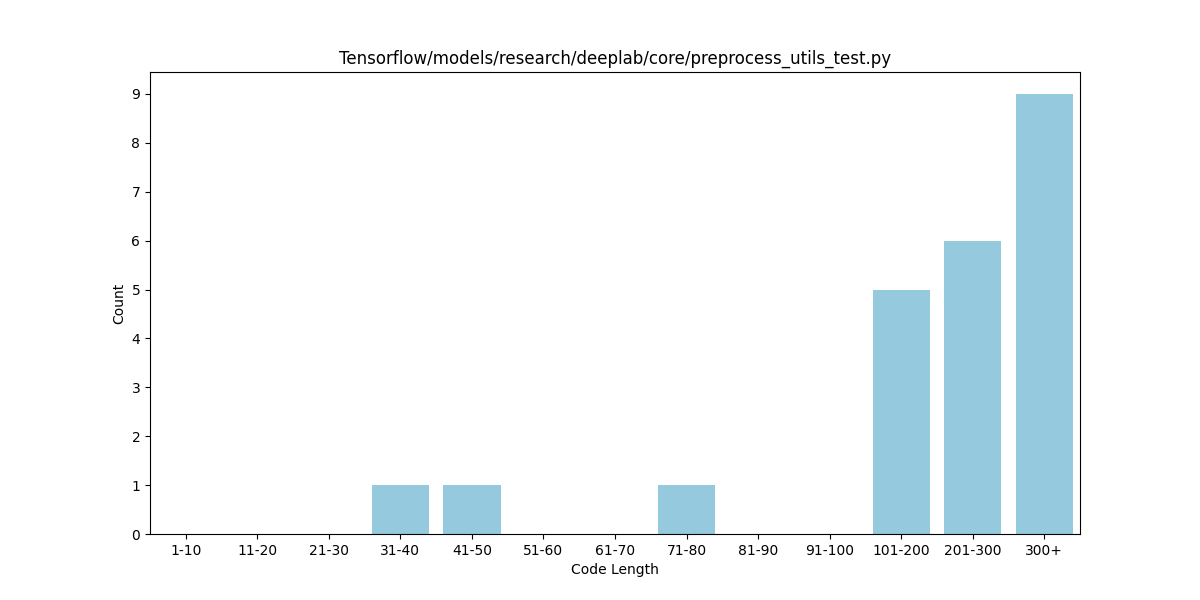 Tensorflow/models/research/deeplab/core/preprocess_utils_test.py
9
8
7
6
5
4
3
2
1
0
Count
1-10 11-20 21-30 31-40 41-50 51-60 61-70 71-80 81-90 91-100 101-200 201-300 300+
Code Length